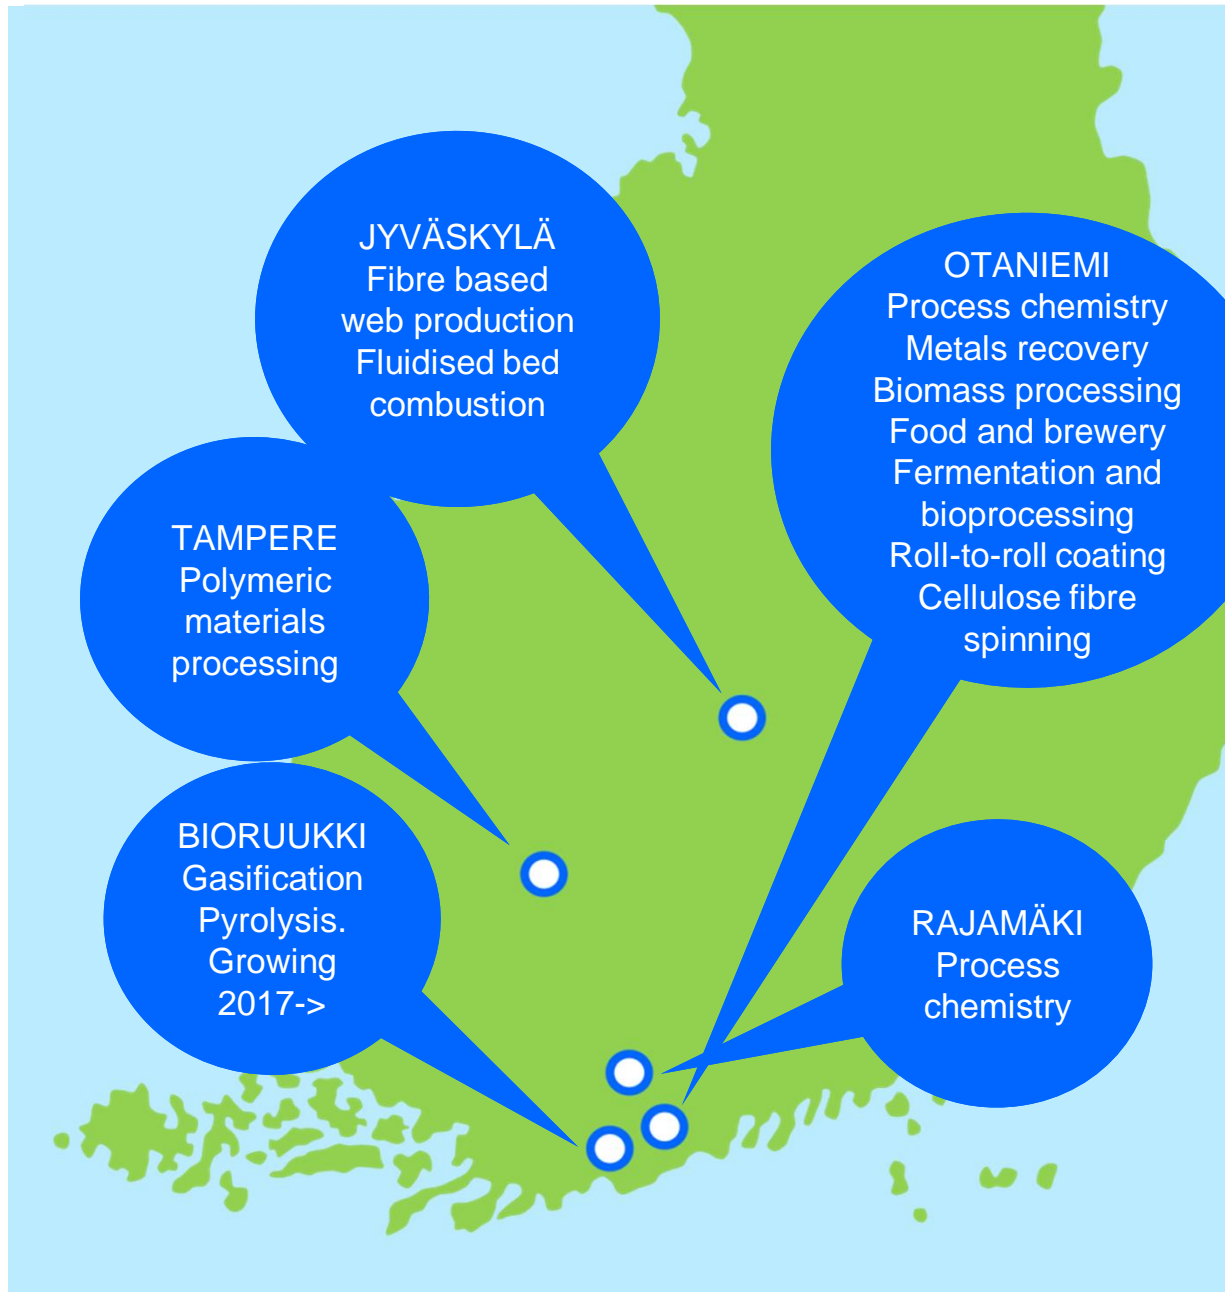 JYVÄSKYLÄ
Fibre based
web production
Fluidised bed
combustion
OTANIEMI
Process chemistry
Metals recovery
Biomass processing
Food and brewery
Fermentation and
bioprocessing
Roll-to-roll coating
Cellulose fibre
spinning
TAMPERE
Polymeric
materials
processing
BIORUUKKI
Gasification
Pyrolysis.
Growing
2017->
RAJAMÄKI
Process
chemistry